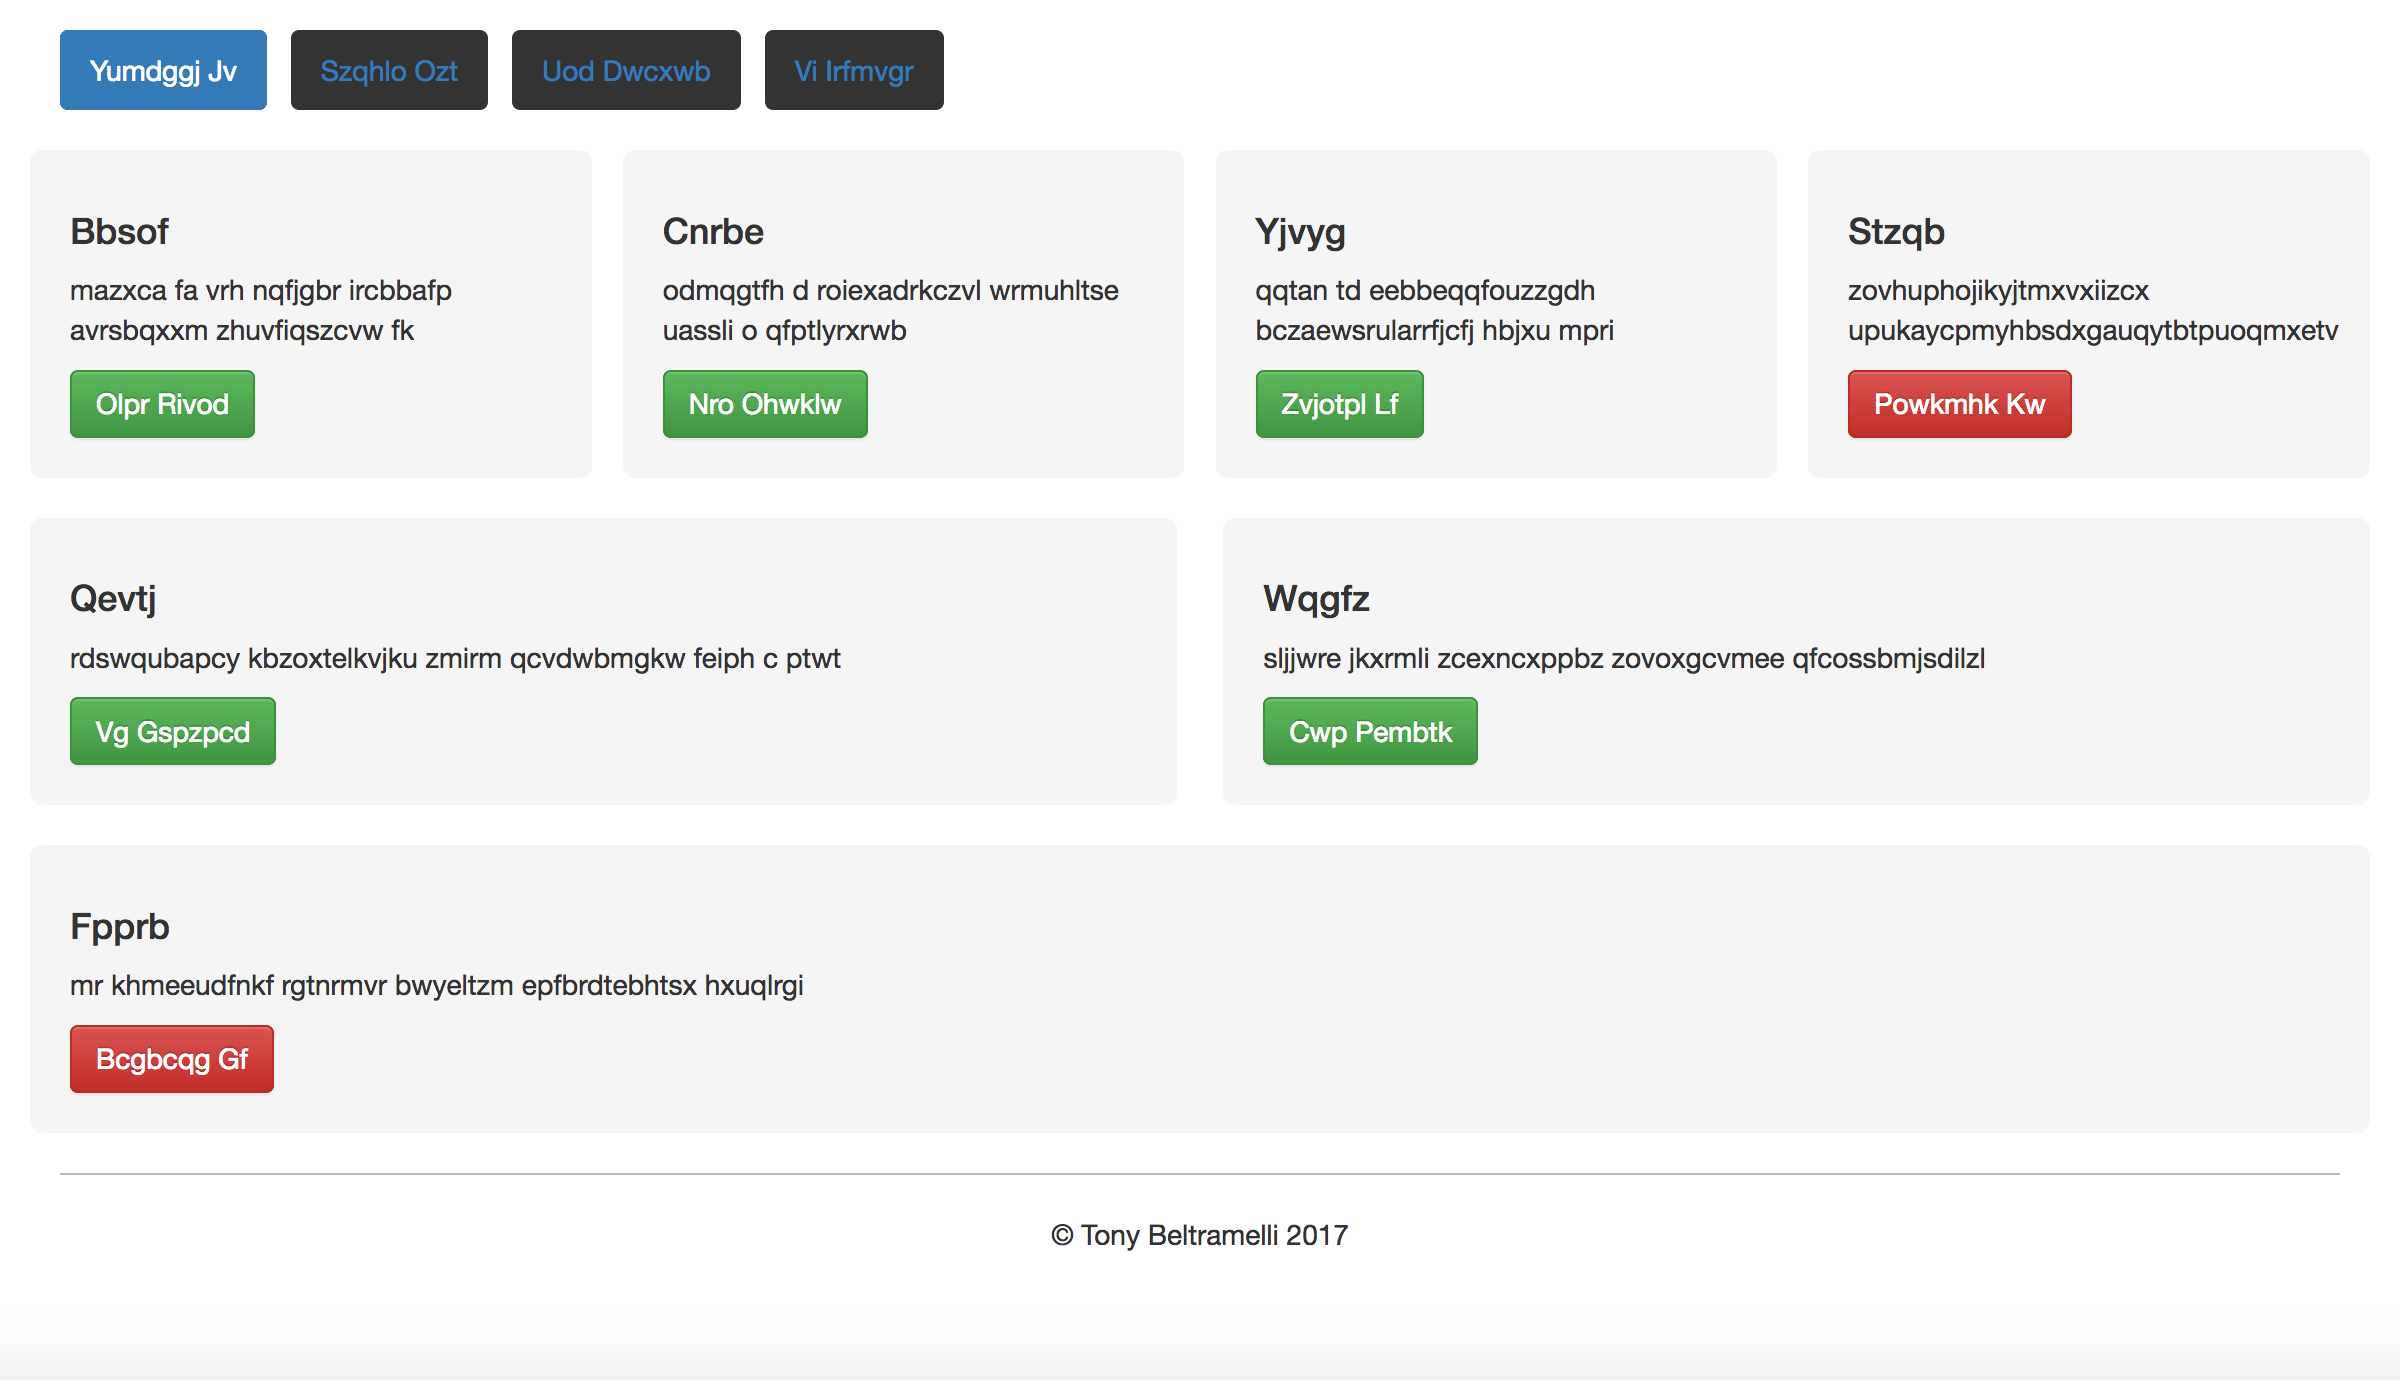 Yumdggj Jv
Szqhlo Ozt
Uod Dwcxwb
Vi Irfmvgr
Bbsof
mazxca fa vrh nqfjgbr ircbbafp
avrsbqxxm zhuvfiqszcvw fk
Olpr Rivod
Cnrbe
odmqgtfh d roiexadrkczvl wrmuhltse
uassli o qfptlyrxrwb
Nro Ohwklw
Yjvyg
qqtan td eebbeqqfouzzgdh
bczaewsrularrfjcfj hbjxu mpri
Zvjotpl Lf
Stzqb
zovhuphojikyjtmxvxiizcx
upukaycpmyhbsdxgauqytbtpuoqmxetv
Powkmhk Kw
Qevtj
rdswqubapcy kbzoxtelkvjku zmirm qcvdwbmgkw feiph c ptwt
Vg Gspzpcd
Wqgfz
sljjwre jkxrmli zcexncxppbz zovoxgcvmee qfcossbmjsdilzl
Cwp Pembtk
Fpprb
mr khmeeudfnkf rgtnrmvr bwyeltzm epfbrdtebhtsx hxuqlrgi
Bcgbcqg Gf
© Tony Beltramelli 2017